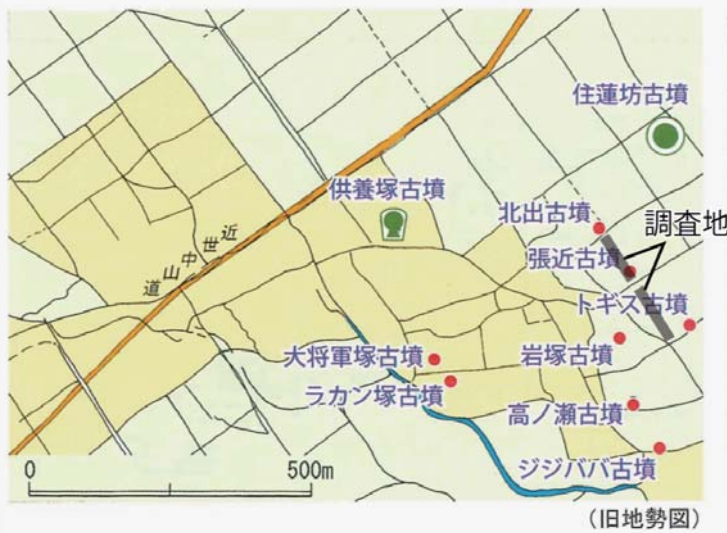 住蓮坊古墳
供養塚古墳
北出古墳
調査地
張近古墳
トギス古墳
近世中山道
大将軍塚古墳
岩塚古墳
ラカン塚古墳
高ノ瀬古墳
ジジババ古墳
0 500m
(旧地勢図)